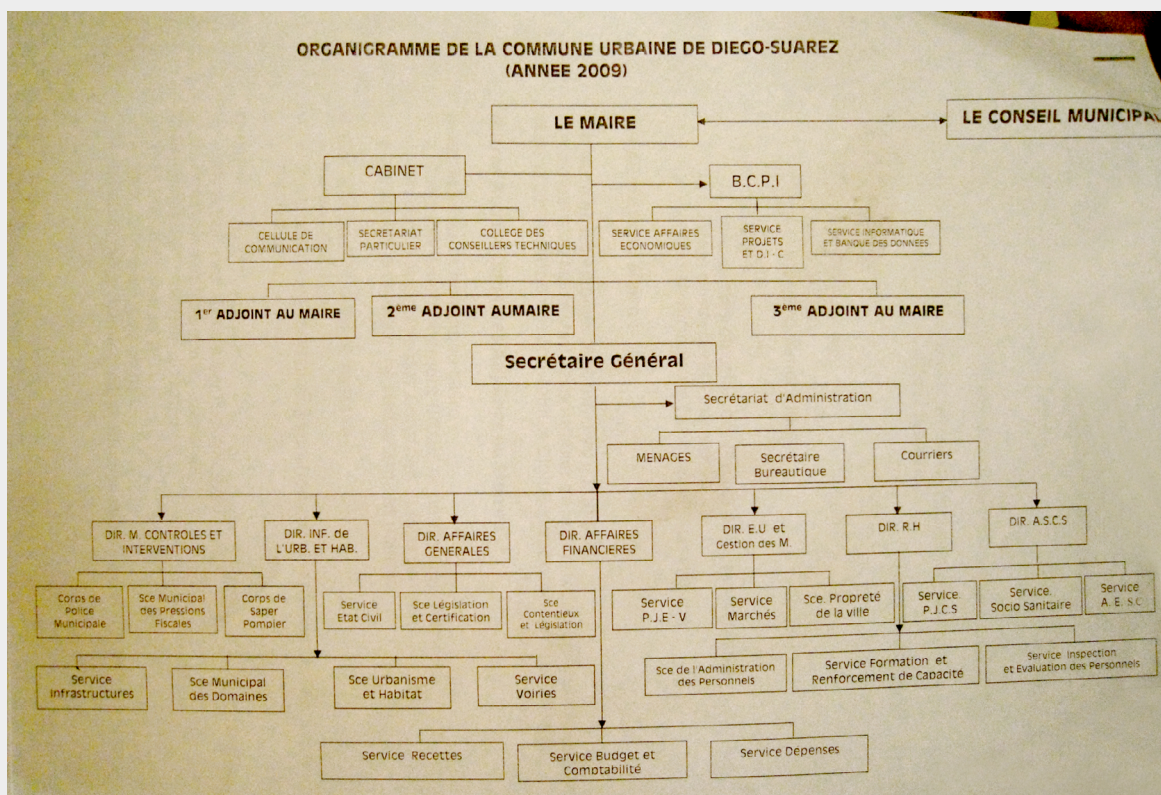 ORGANIGRAMME DE LA COMMUNE URBAINE DE DIEGO-SUAREZ
(ANNEE 2009)
LE MAIRE
LE CONSEIL MUNICIPAL
CABINET
B.C.P.I
CELLULE DE
COMMUNICATION
SECRETARIAT
PARTICULIER
COLLEGE DES
CONSEILLERS TECHNIQUES
SERVICE AFFAIRES
ECONOMIQUES
SERVICE
PROJETS
ET D.I - C
SERVICE INFORMATIQUE
ET BANQUE DES DONNEES
1er ADJOINT AU MAIRE
2ème ADJOINT AUMAIRE
3ème ADJOINT AU MAIRE
Secrétaire Général
Secrétariat d'Administration
MENAGES
Secrétaire
Bureautique
Courriers
DIR. M. CONTROLES ET
INTERVENTIONS
DIR. INF. de
L'URB. ET HAB.
DIR. AFFAIRES
GENERALES
DIR. AFFAIRES
FINANCIERES
DIR. E.U et
Gestion des M.
DIR. R.H
DIR. A.S.C.S
Corps de
Police
Municipale
Sce Municipal
des Pressions
Fiscales
Corps de
Saper
Pompier
Service
Etat Civil
Sce Législation
et Certification
Sce
Contentieux
et Législation
Service
P.J.E - V
Service
Marchés
Sce. Propreté
de la ville
Service.
P.J.C.S
Service.
Socio Sanitaire
Service
A. E. S.C
Service
Infrastructures
Sce Municipal
des Domaines
Sce Urbanisme
et Habitat
Service
Voiries
Sce de l'Administration
des Personnels
Service Formation et
Renforcement de Capacité
Service Inspection
et Evaluation des Personnels
Service Recettes
Service Budget et
Comptabilité
Service Dépenses